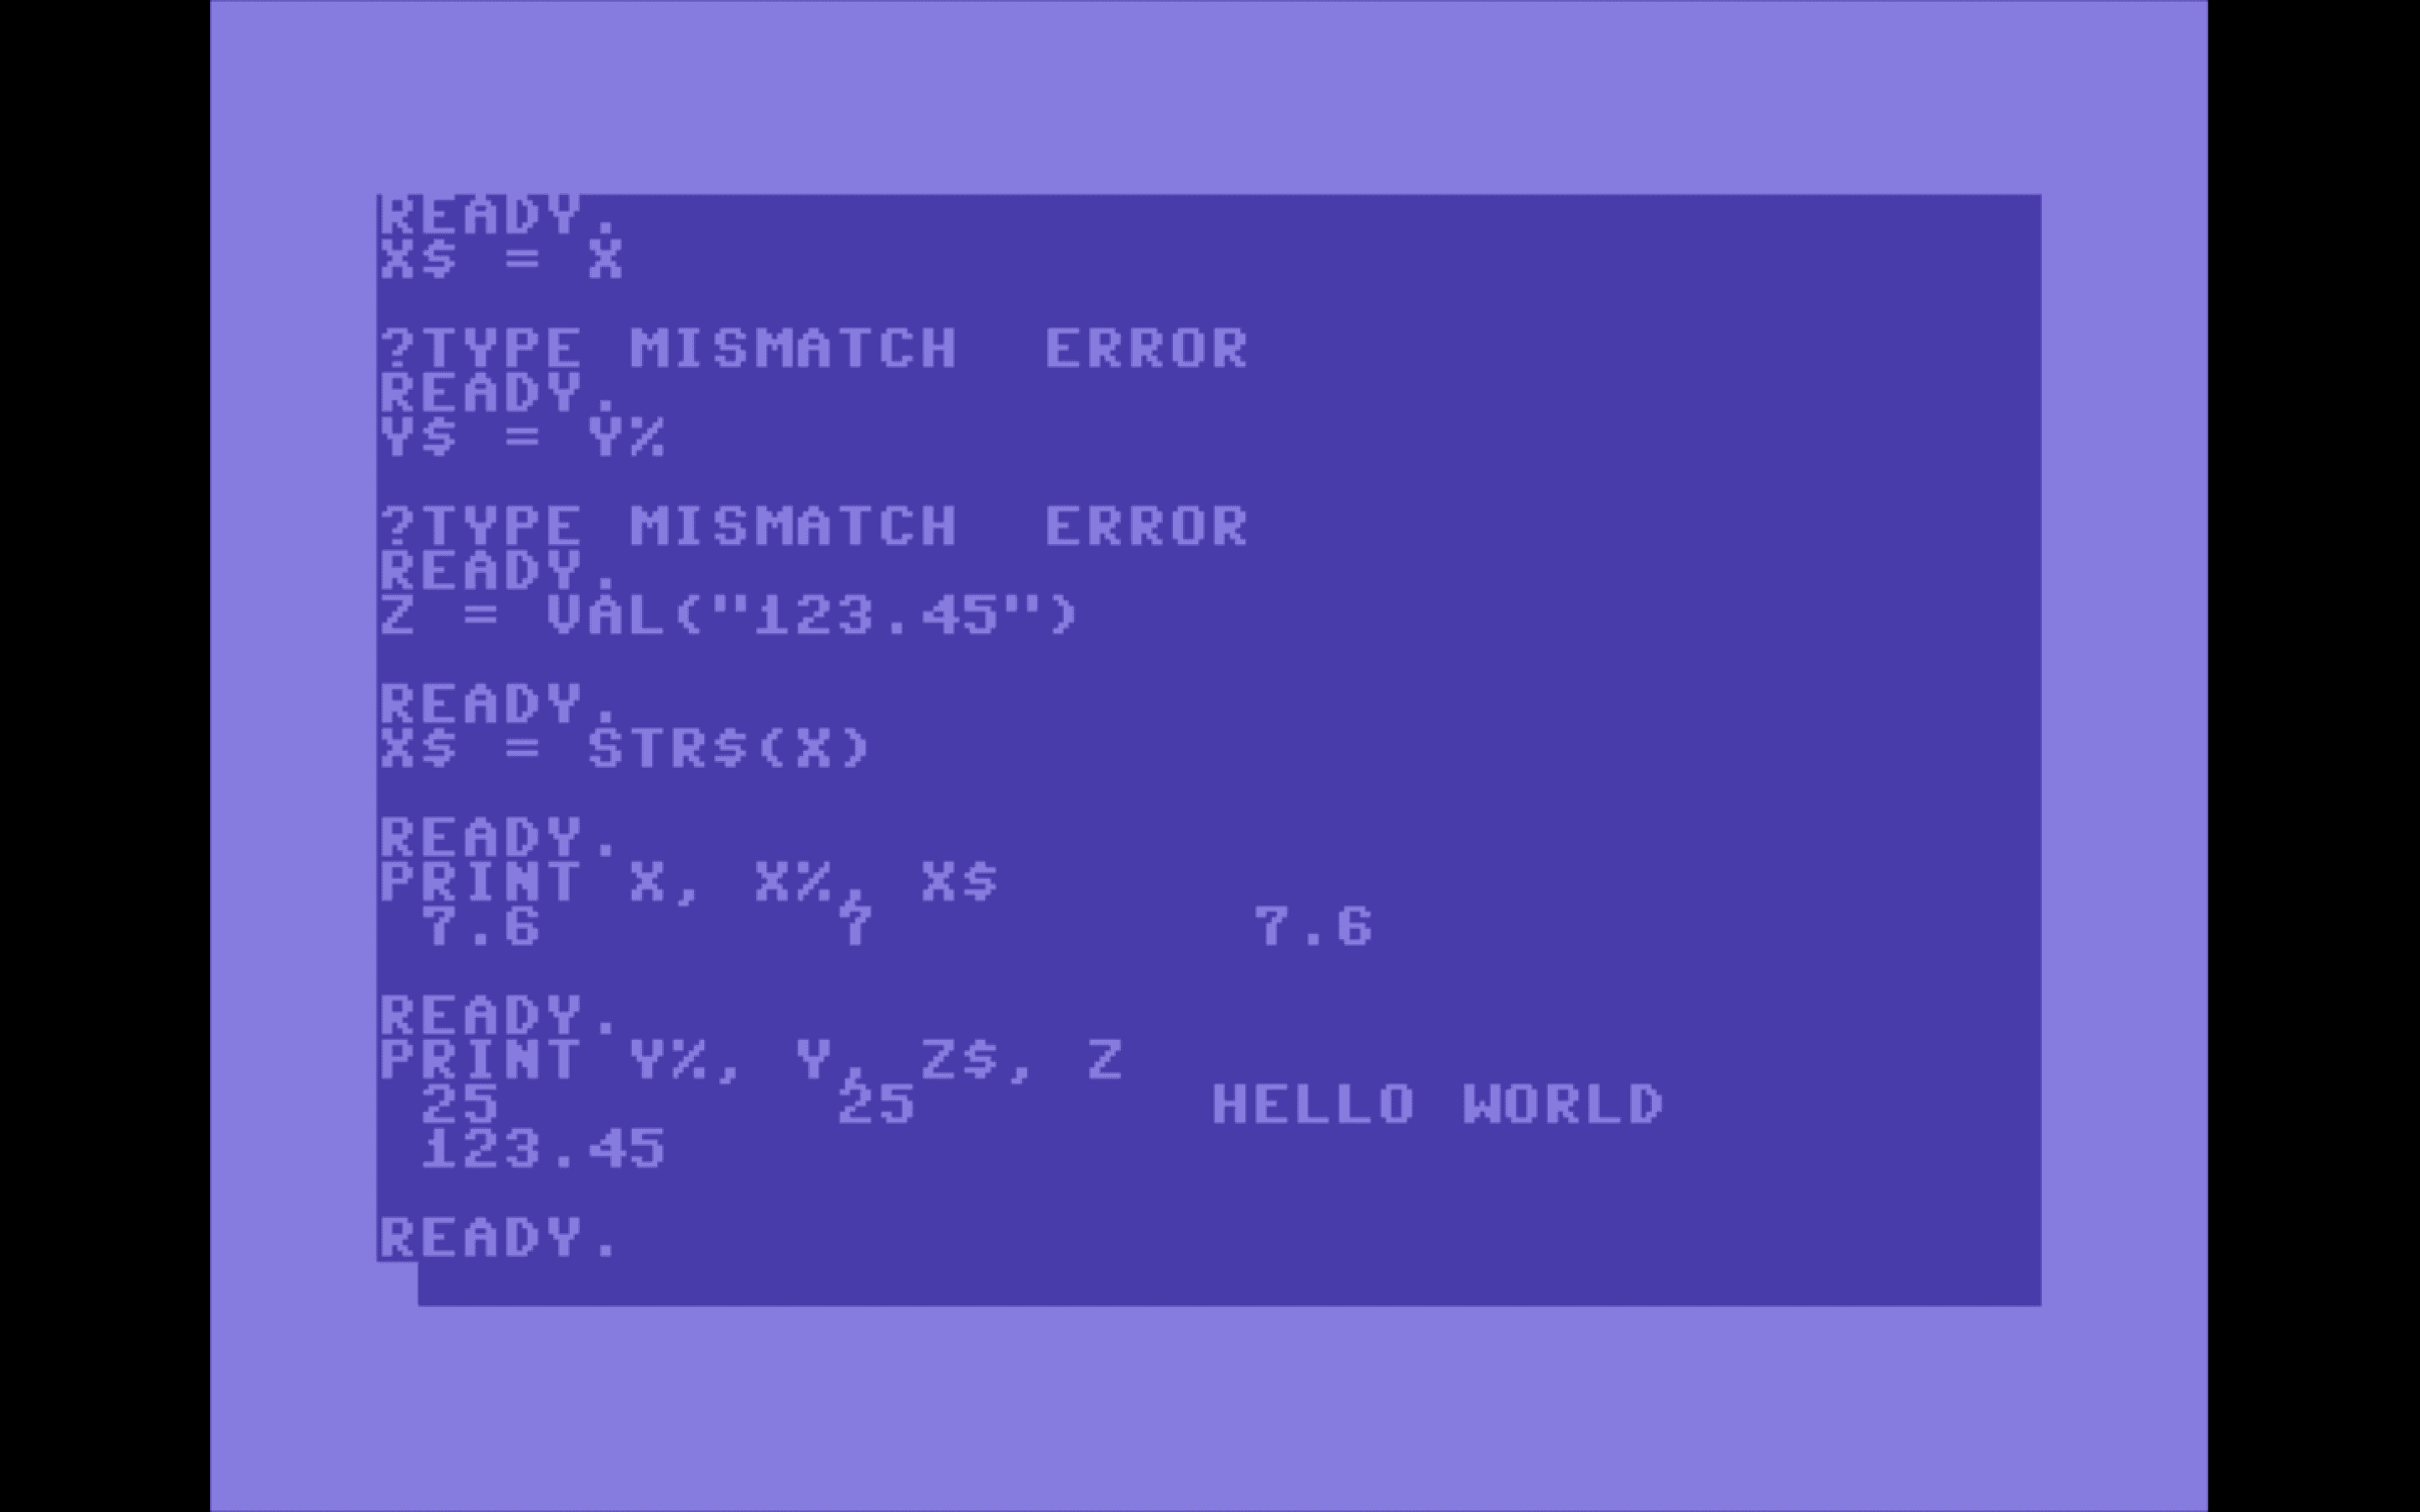 READY.
X$ = X
?TYPE MISMATCH  ERROR
READY.
Y$ = Y%
?TYPE MISMATCH  ERROR
READY.
Z = VAL("123.45")
READY.
X$ = STR$(X)
READY.
PRINT X, X%, X$
 7.6       7         7.6
READY.
PRINT Y%, Y, Z$, Z
 25        25       HELLO WORLD
 123.45
READY.